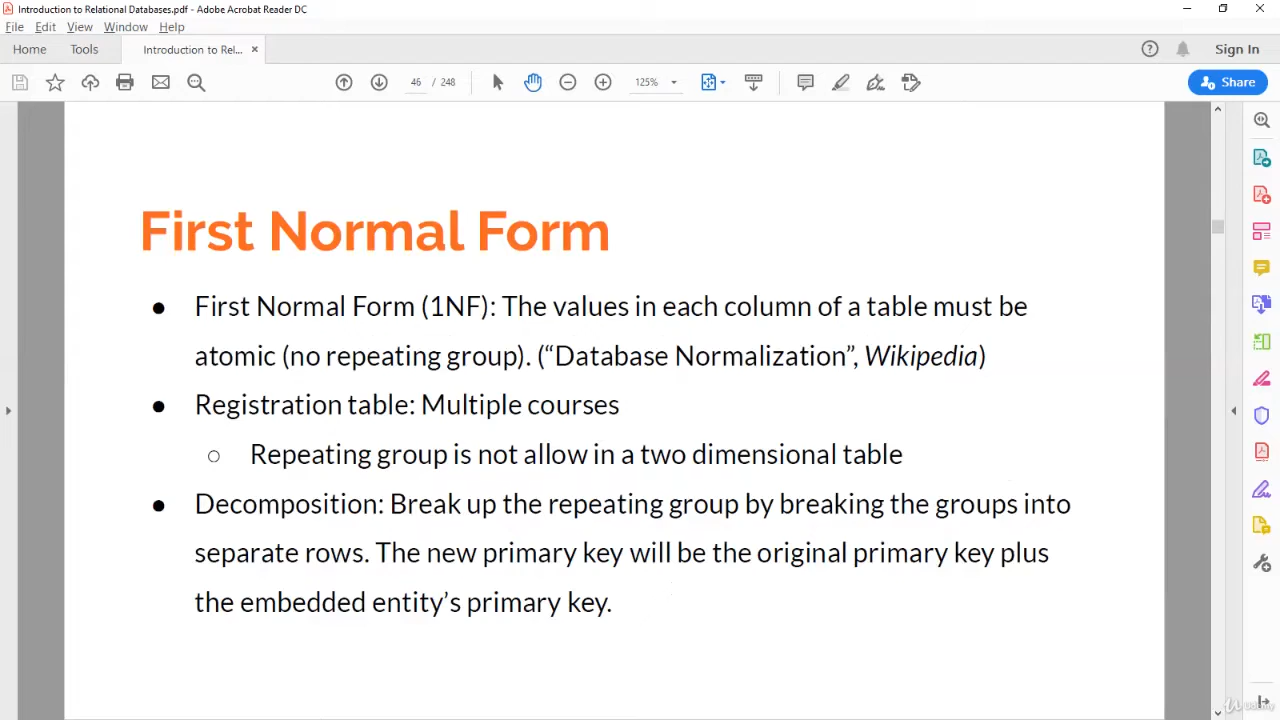 Introduction to Relational Databases.pdf - Adobe Acrobat Reader DC
File Edit View Window Help
Home Tools Introduction to Rel... × Sign In
46 / 248 125% Share
First Normal Form
● First Normal Form (1NF): The values in each column of a table must be
atomic (no repeating group). (“Database Normalization”, Wikipedia)
● Registration table: Multiple courses
○ Repeating group is not allow in a two dimensional table
● Decomposition: Break up the repeating group by breaking the groups into
separate rows. The new primary key will be the original primary key plus
the embedded entity’s primary key.
Udemy